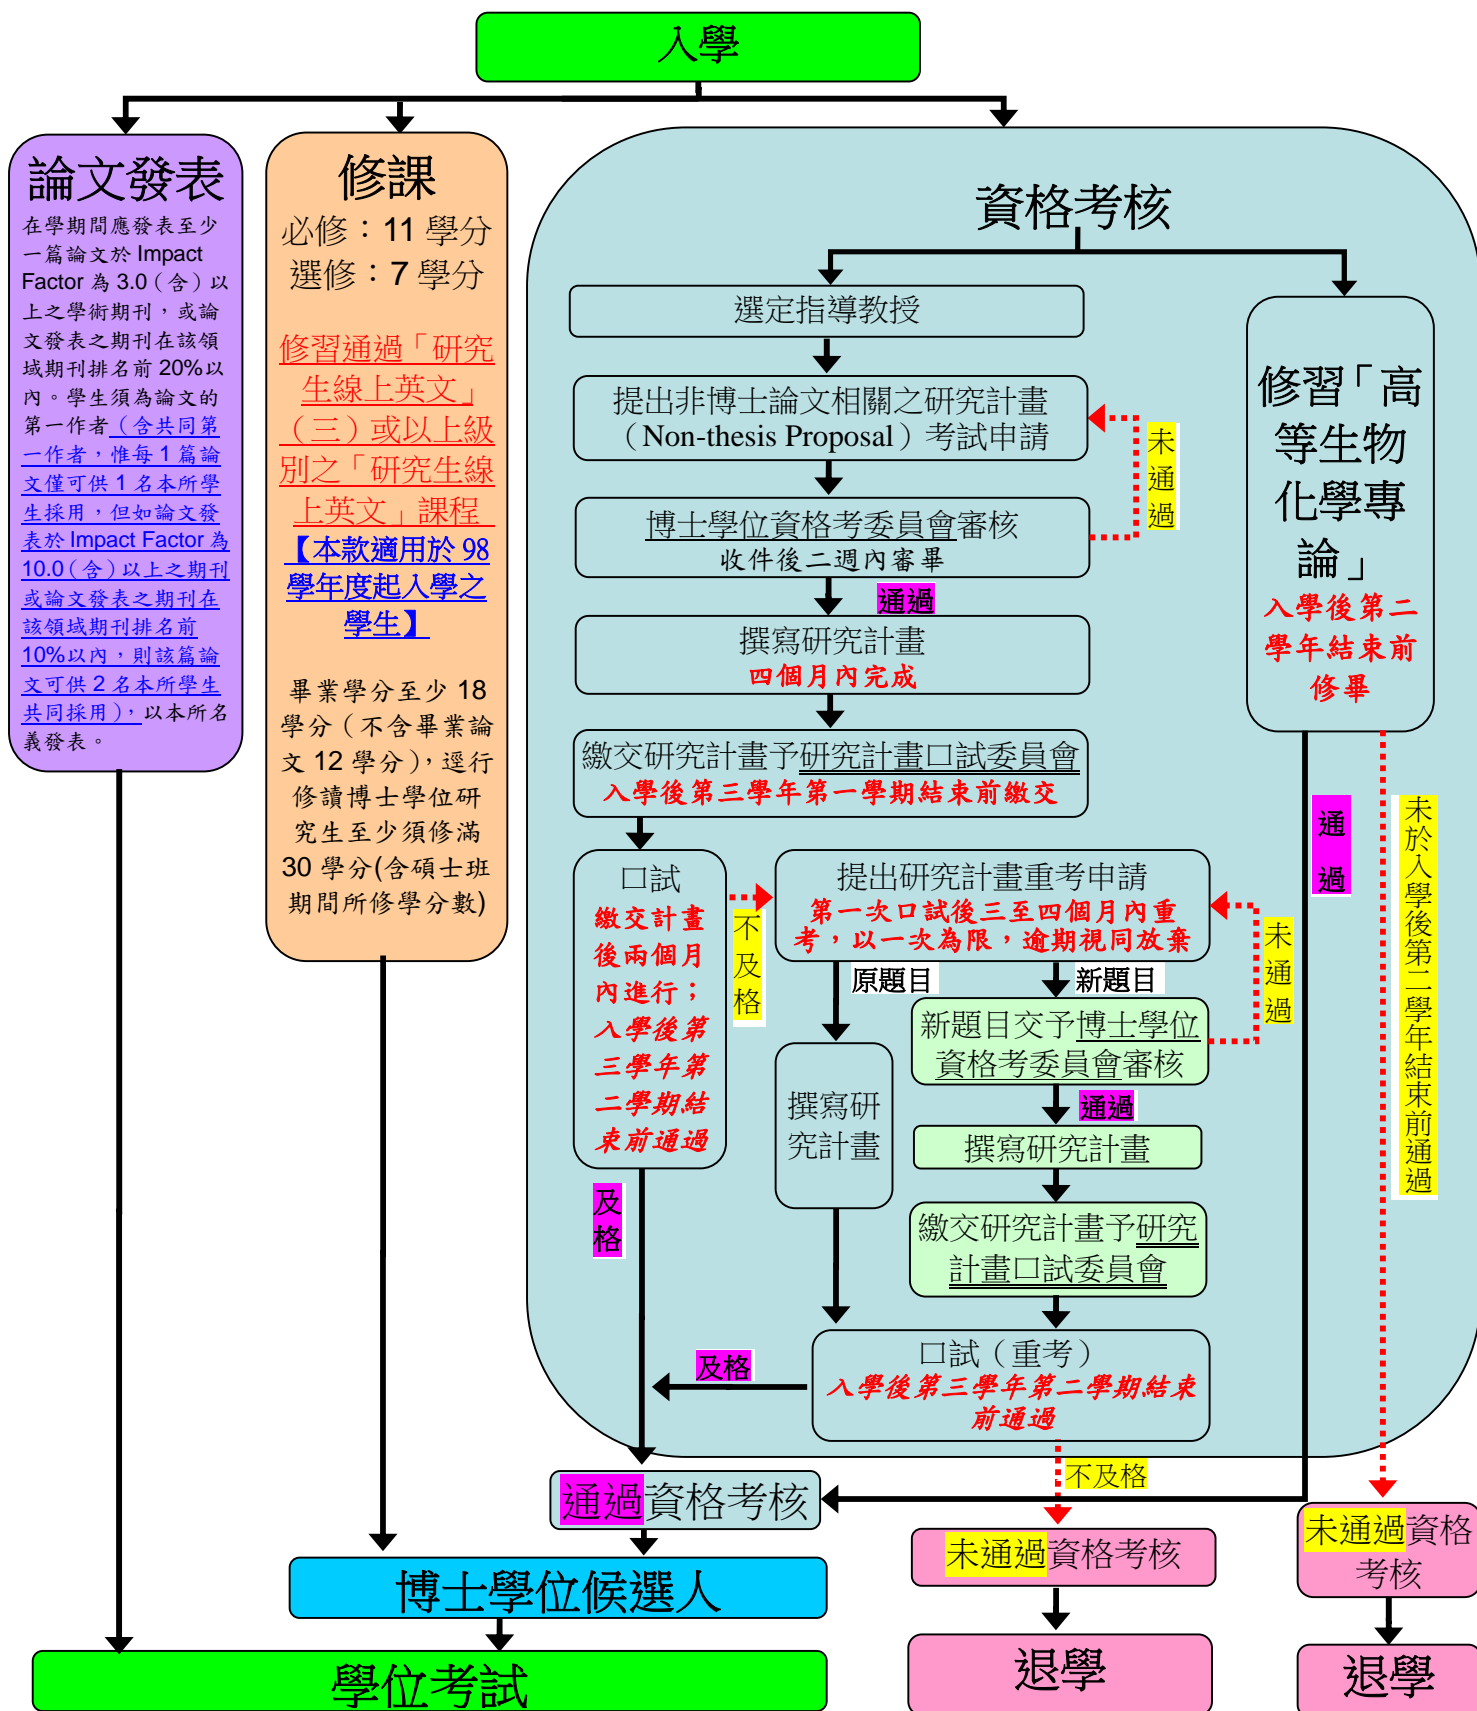 入學
論文發表
在學期間應發表至少
一篇論文於 Impact
Factor 為 3.0（含）以
上之學術期刊，或論
文發表之期刊在該領
域期刊排名前 20%以
內。學生須為論文的
第一作者（含共同第
一作者，惟每 1 篇論
文僅可供 1 名本所學
生採用，但如論文發
表於 Impact Factor 為
10.0（含）以上之期刊
或論文發表之期刊在
該領域期刊排名前
10%以內，則該篇論
文可供 2 名本所學生
共同採用），以本所名
義發表。
修課
必修：11 學分
選修：7 學分
修習通過「研究
生線上英文」
（三）或以上級
別之「研究生線
上英文」課程
【本款適用於 98
學年度起入學之
學生】
畢業學分至少 18
學分（不含畢業論
文 12 學分），逕行
修讀博士學位研
究生至少須修滿
30 學分(含碩士班
期間所修學分數)
資格考核
選定指導教授
提出非博士論文相關之研究計畫
（Non-thesis Proposal）考試申請
未
通
過
博士學位資格考委員會審核
收件後二週內審畢
通過
撰寫研究計畫
四個月內完成
繳交研究計畫予研究計畫口試委員會
入學後第三學年第一學期結束前繳交
口試
繳交計畫
後兩個月
內進行；
入學後第
三學年第
二學期結
束前通過
不
及
格
提出研究計畫重考申請
第一次口試後三至四個月內重
考，以一次為限，逾期視同放棄
未
通
過
原題目
新題目
新題目交予博士學位
資格考委員會審核
通過
撰寫研
究計畫
撰寫研究計畫
繳交研究計畫予研究
計畫口試委員會
及
格
口試（重考）
入學後第三學年第二學期結束
前通過
及格
不及格
修習「高
等生物
化學專
論」
入學後第二
學年結束前
修畢
通
過
未
於
入
學
後
第
二
學
年
結
束
前
通
過
通過資格考核
未通過資格考核
未通過資格
考核
博士學位候選人
學位考試
退學
退學